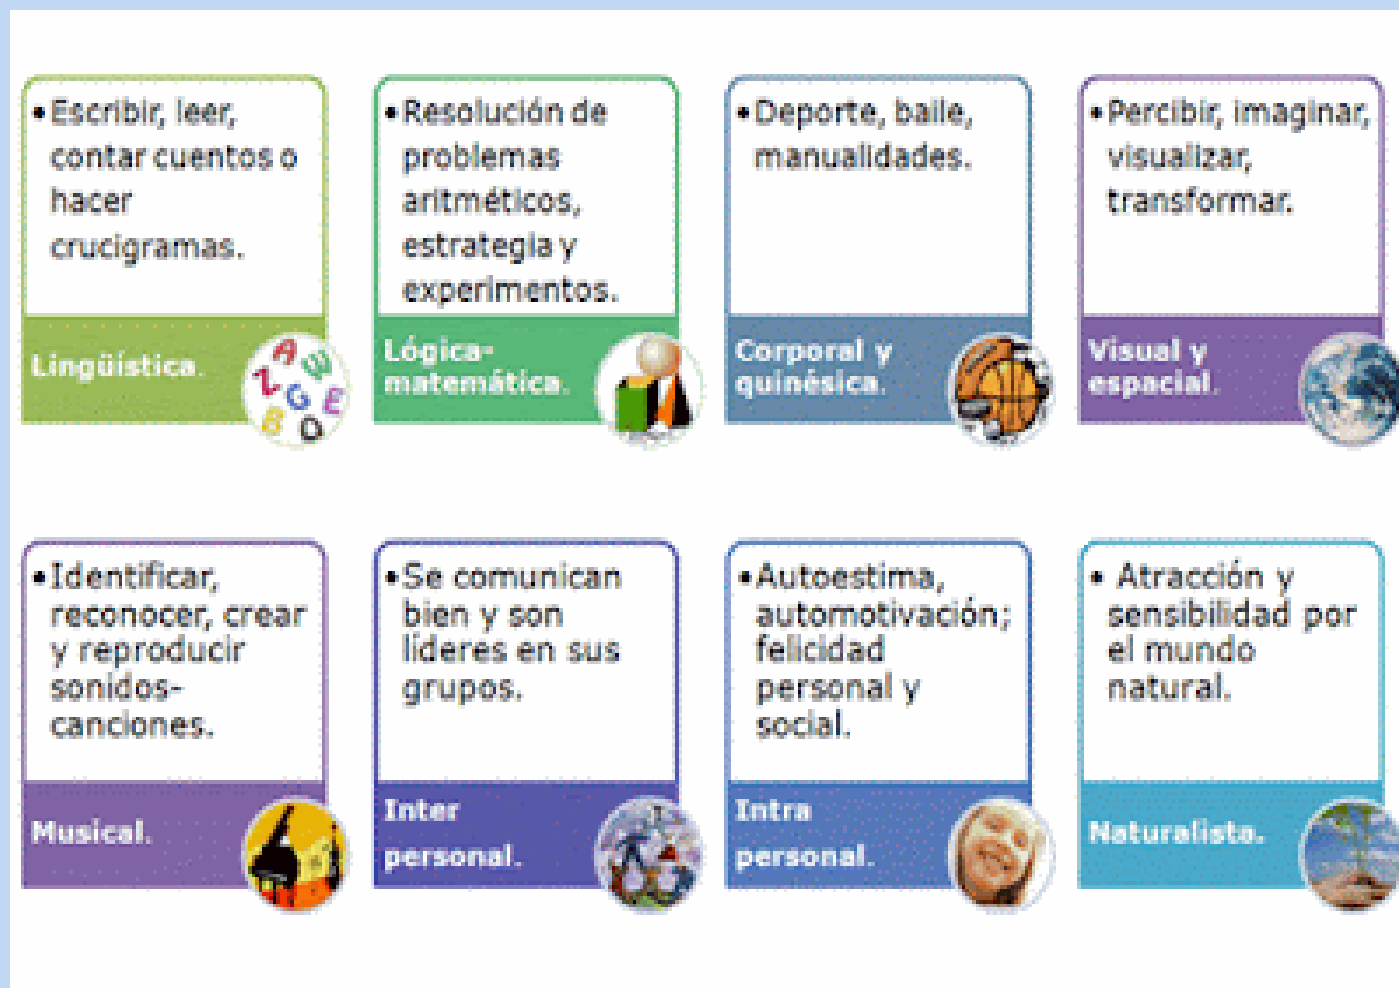 •Escribir, leer,
contar cuentos o
hacer
crucigramas.
Lingüística.
•Resolución de
problemas
aritméticos,
estrategia y
experimentos.
Lógica-
matemática.
•Deporte, baile,
manualidades.
Corporal y
quinésica.
•Percibir, imaginar,
visualizar,
transformar.
Visual y
espacial.
•Identificar,
reconocer, crear
y reproducir
sonidos-
canciones.
Musical.
•Se comunican
bien y son
líderes en sus
grupos.
Inter
personal.
•Autoestima,
automotivación;
felicidad
personal y
social.
Intra
personal.
• Atracción y
sensibilidad por
el mundo
natural.
Naturalista.
A
W
Z
G
E
B
O